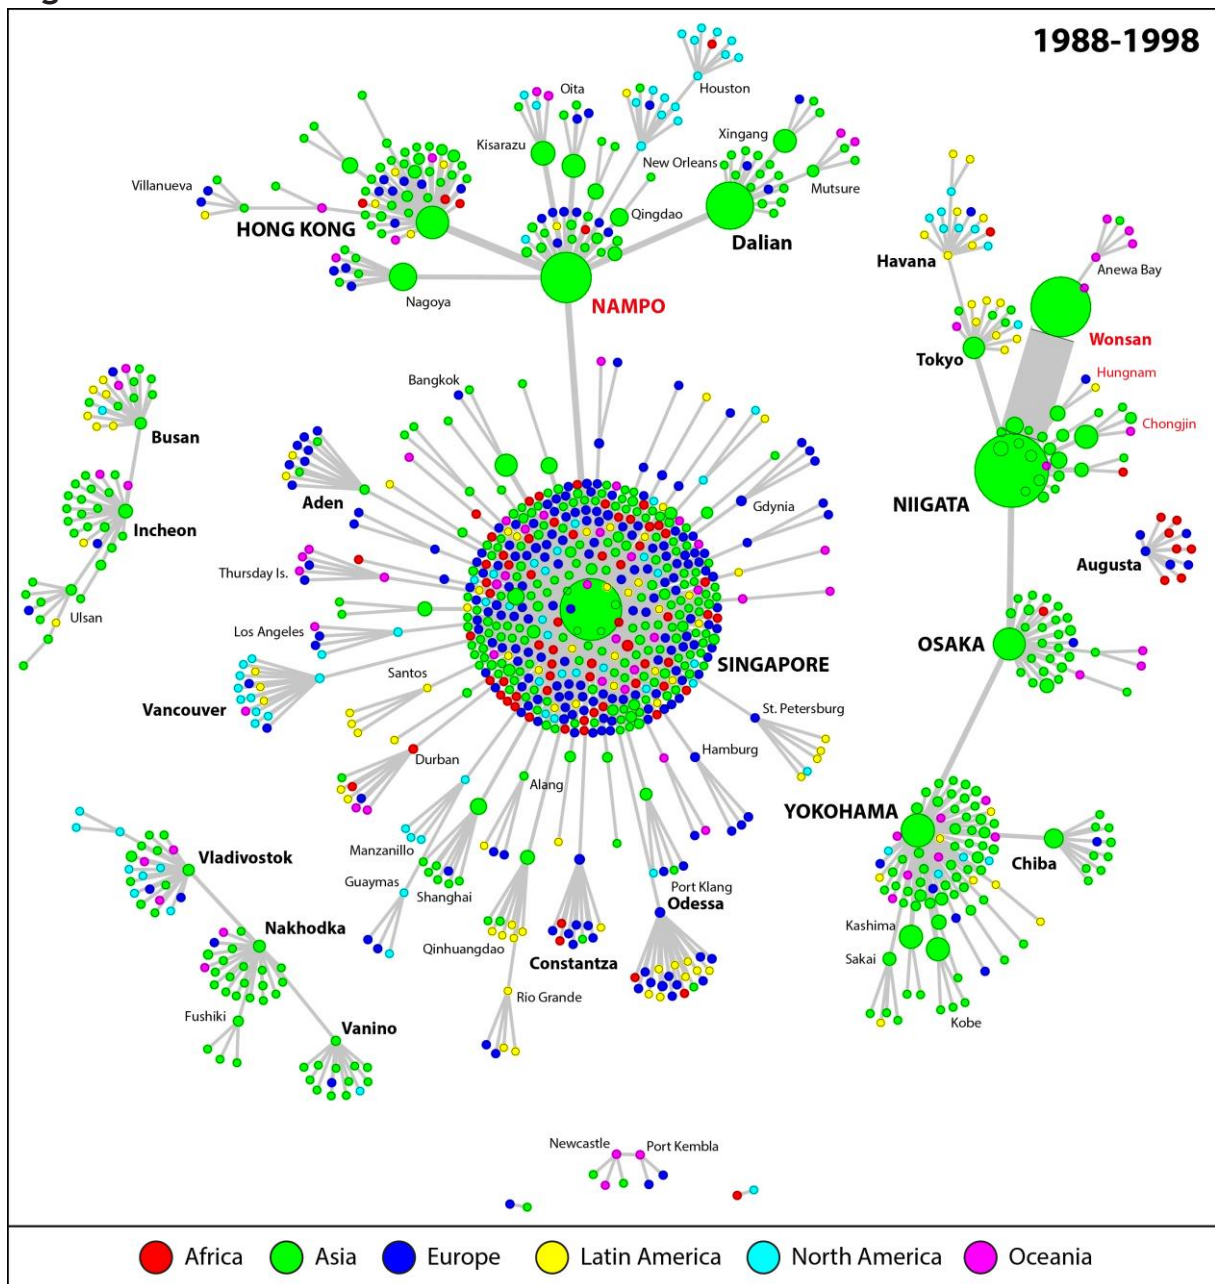 1988-1998
Houston
Oita
Kisarazu
Xingang
New Orleans
Mutsure
Villanueva
Qingdao
HONG KONG
Dalian
Havana
Anewa Bay
Nagoya
NAMPO
Wonsan
Tokyo
Hungnam
Bangkok
Chongjin
Busan
Aden
Gdynia
NIIGATA
Incheon
Augusta
Thursday Is.
Ulsan
Los Angeles
OSAKA
SINGAPORE
Santos
Vancouver
St. Petersburg
Hamburg
Durban
Alang
YOKOHAMA
Manzanillo
Vladivostok
Chiba
Guaymas
Port Klang
Shanghai
Odessa
Kashima
Nakhodka
Qinhuangdao
Constantza
Sakai
Rio Grande
Fushiki
Vanino
Kobe
Newcastle
Port Kembla
Africa
Asia
Europe
Latin America
North America
Oceania